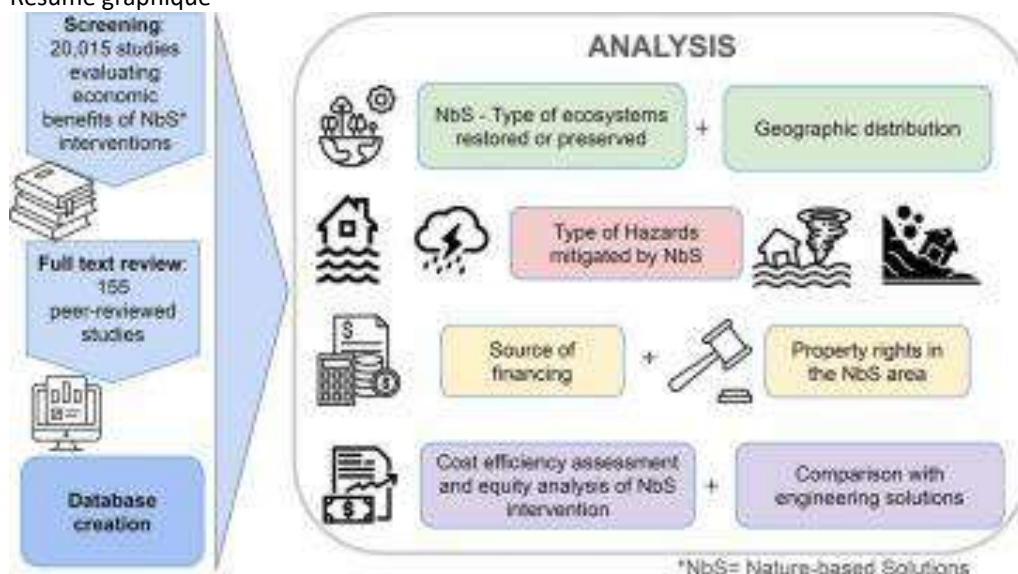 Résumé graphique
Screening:
20,015 studies
evaluating
economic
benefits of NbS*
interventions
Full text review:
155
peer-reviewed
studies
Database
creation
ANALYSIS
NbS - Type of ecosystems
restored or preserved
+
Geographic distribution
Type of Hazards
mitigated by NbS
Source of
financing
+
Property rights in
the NbS area
Cost efficiency assessment
and equity analysis of NbS
intervention
+
Comparison with
engineering solutions
*NbS= Nature-based Solutions